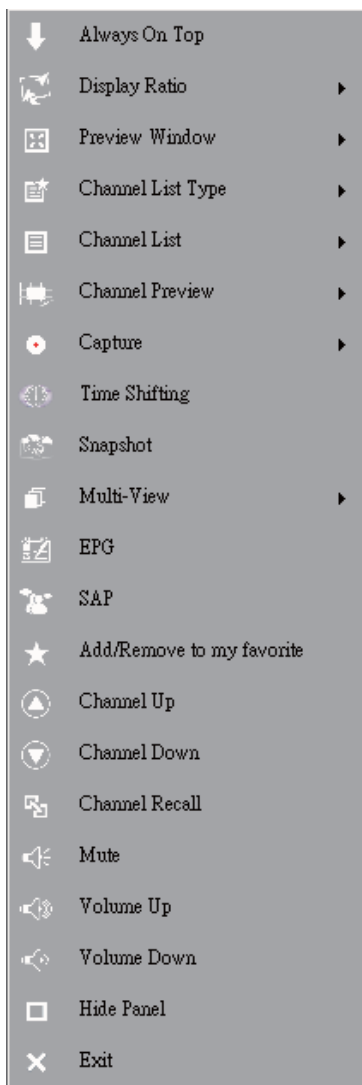 Always On Top
Display Ratio
Preview Window
Channel List Type
Channel List
Channel Preview
Capture
Time Shifting
Snapshot
Multi-View
EPG
SAP
Add/Remove to my favorite
Channel Up
Channel Down
Channel Recall
Mute
Volume Up
Volume Down
Hide Panel
Exit